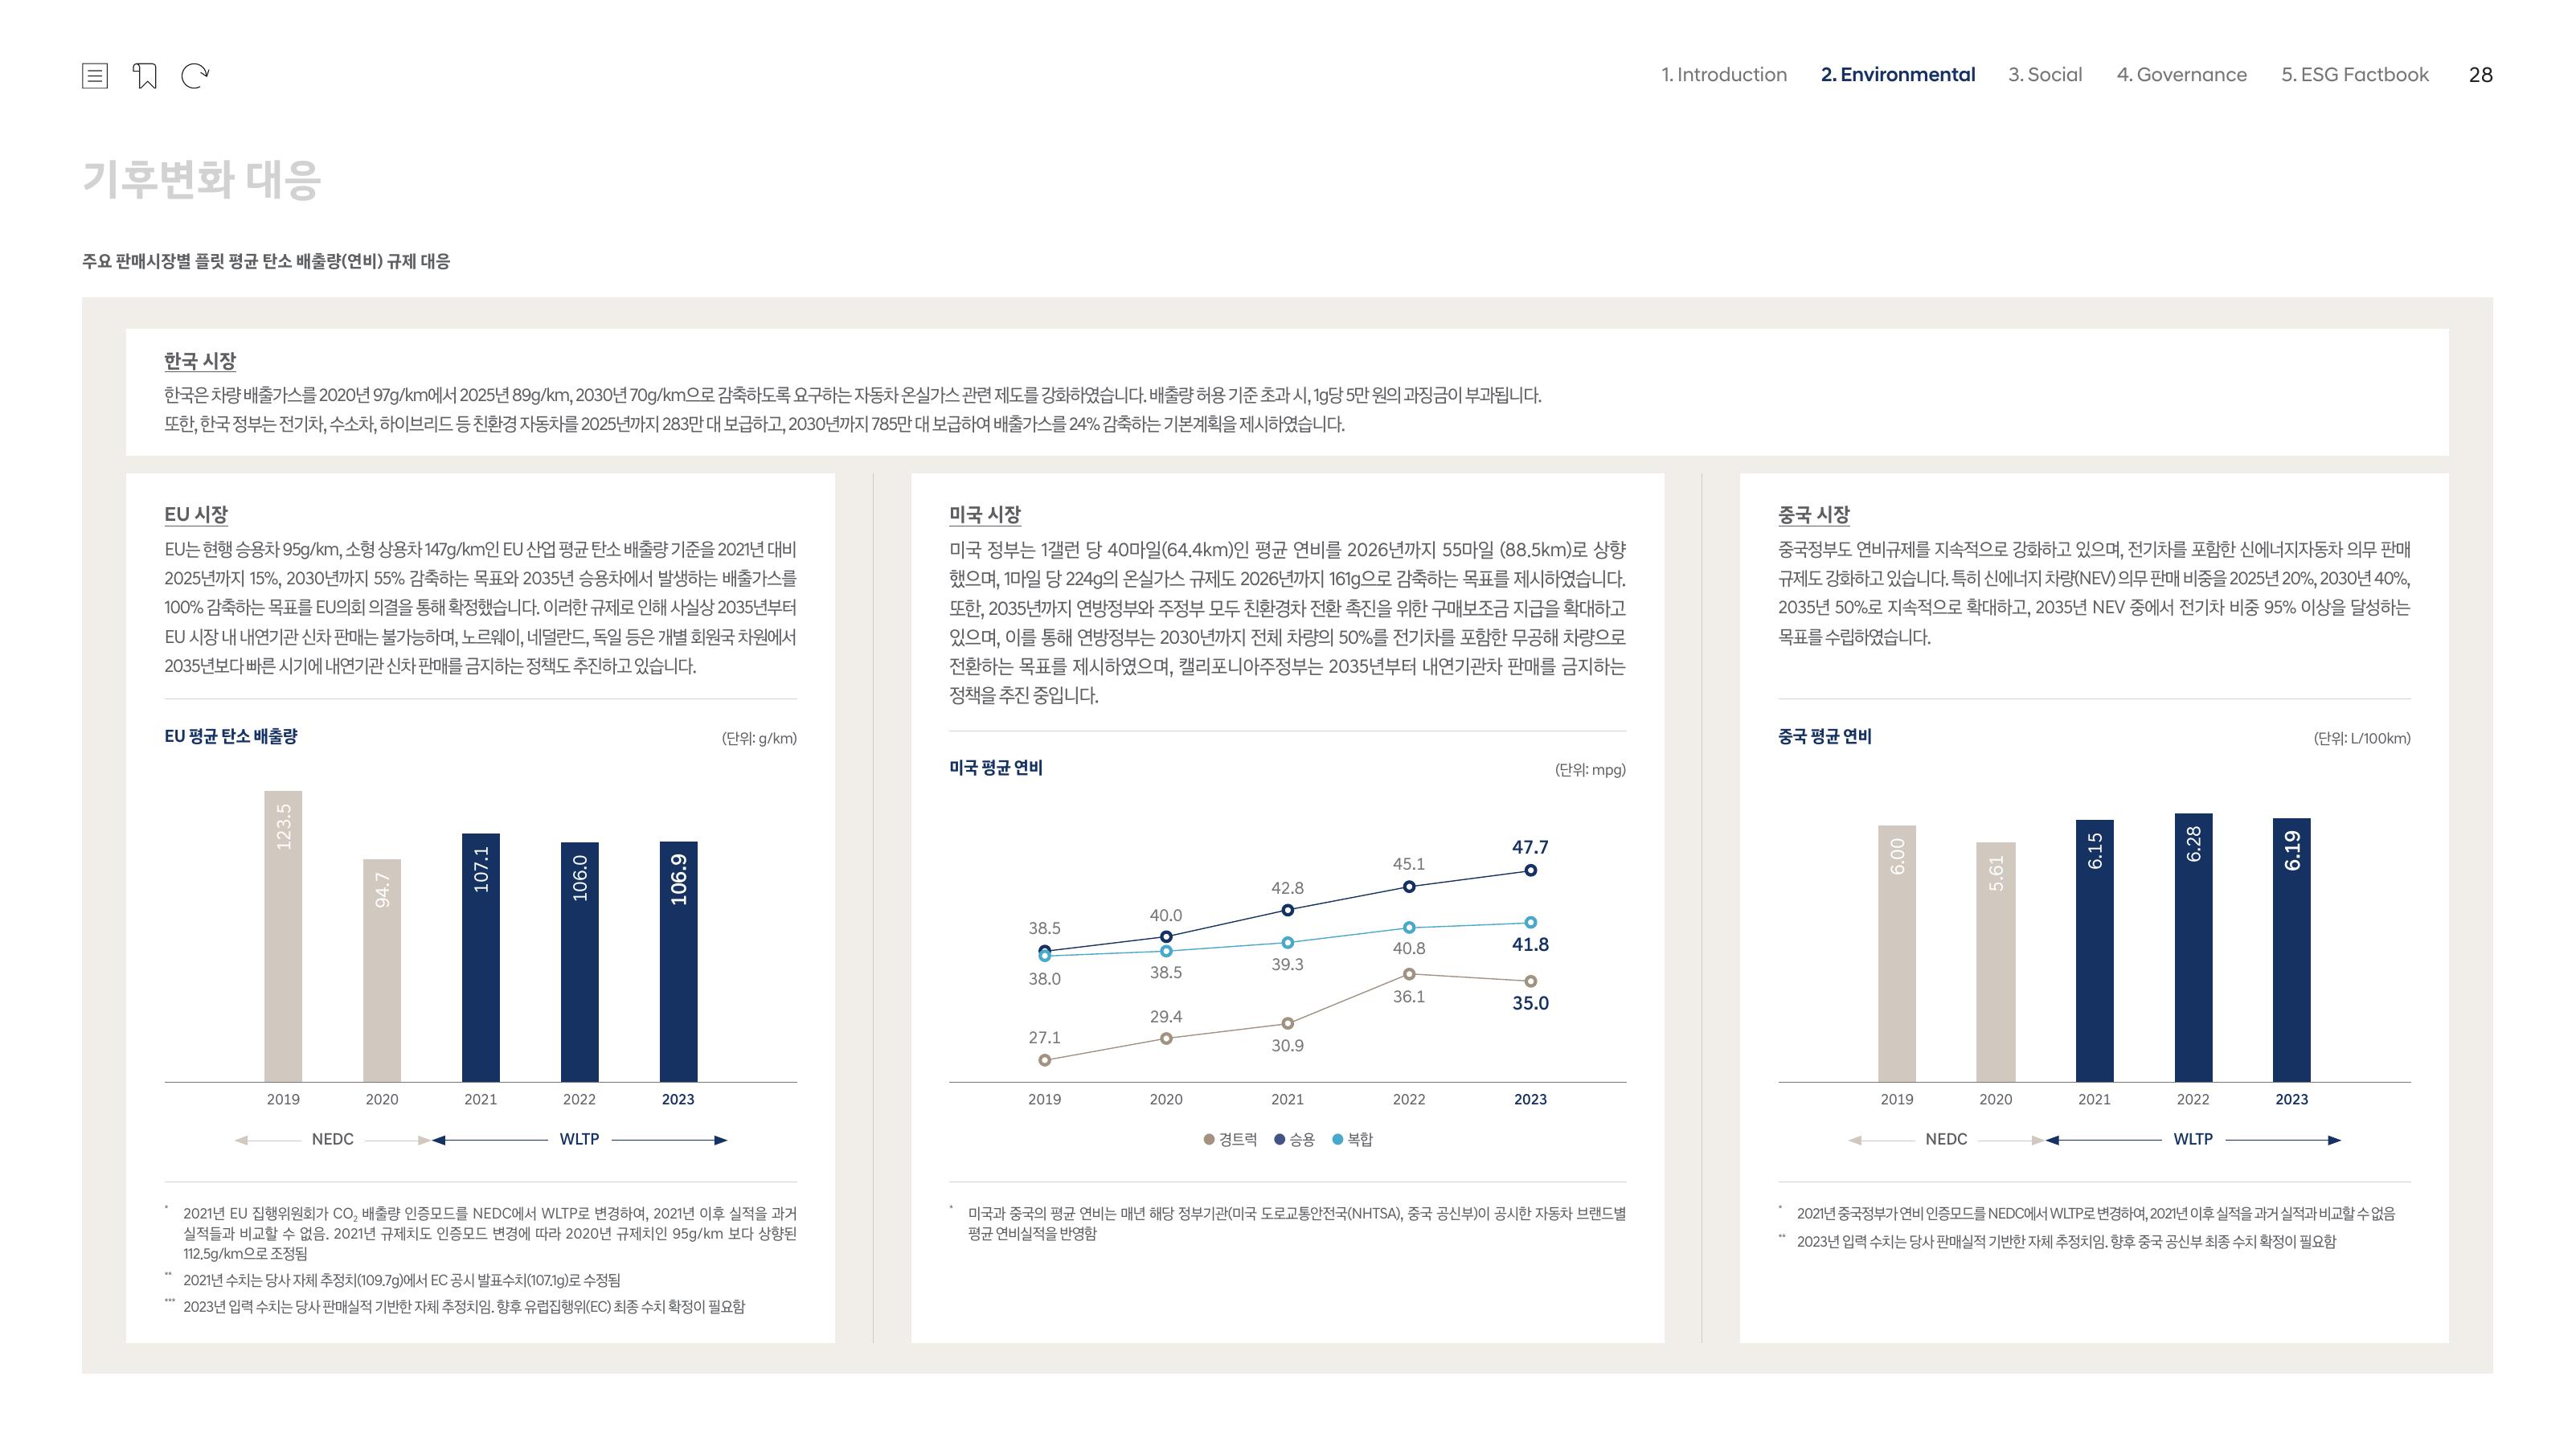 1. Introduction 2. Environmental 3. Social 4. Governance 5. ESG Factbook 28
기후변화 대응
주요 판매시장별 플릿 평균 탄소 배출량(연비) 규제 대응
한국 시장
한국은 차량 배출가스를 2020년 97g/km에서 2025년 89g/km, 2030년 70g/km으로 감축하도록 요구하는 자동차 온실가스 관련 제도를 강화하였습니다. 배출량 허용 기준 초과 시, 1g당 5만 원의 과징금이 부과됩니다.
또한, 한국 정부는 전기차, 수소차, 하이브리드 등 친환경 자동차를 2025년까지 283만 대 보급하고, 2030년까지 785만 대 보급하여 배출가스를 24% 감축하는 기본계획을 제시하였습니다.
EU 시장
EU는 현행 승용차 95g/km, 소형 상용차 147g/km인 EU 산업 평균 탄소 배출량 기준을 2021년 대비
2025년까지 15%, 2030년까지 55% 감축하는 목표와 2035년 승용차에서 발생하는 배출가스를
100% 감축하는 목표를 EU의회 의결을 통해 확정했습니다. 이러한 규제로 인해 사실상 2035년부터
EU 시장 내 내연기관 신차 판매는 불가능하며, 노르웨이, 네덜란드, 독일 등은 개별 회원국 차원에서
2035년보다 빠른 시기에 내연기관 신차 판매를 금지하는 정책도 추진하고 있습니다.
EU 평균 탄소 배출량 (단위: g/km)
123.5
94.7
107.1
106.0
106.9
2019 2020 2021 2022 2023
NEDC WLTP
* 2021년 EU 집행위원회가 CO₂ 배출량 인증모드를 NEDC에서 WLTP로 변경하여, 2021년 이후 실적을 과거
실적들과 비교할 수 없음. 2021년 규제치도 인증모드 변경에 따라 2020년 규제치인 95g/km 보다 상향된
112.5g/km으로 조정됨
** 2021년 수치는 당사 자체 추정치(109.7g)에서 EC 공시 발표수치(107.1g)로 수정됨
*** 2023년 입력 수치는 당사 판매실적 기반한 자체 추정치임. 향후 유럽집행위(EC) 최종 수치 확정이 필요함
미국 시장
미국 정부는 1갤런 당 40마일(64.4km)인 평균 연비를 2026년까지 55마일 (88.5km)로 상향
했으며, 1마일 당 224g의 온실가스 규제도 2026년까지 161g으로 감축하는 목표를 제시하였습니다.
또한, 2035년까지 연방정부와 주정부 모두 친환경차 전환 촉진을 위한 구매보조금 지급을 확대하고
있으며, 이를 통해 연방정부는 2030년까지 전체 차량의 50%를 전기차를 포함한 무공해 차량으로
전환하는 목표를 제시하였으며, 캘리포니아주정부는 2035년부터 내연기관차 판매를 금지하는
정책을 추진 중입니다.
미국 평균 연비 (단위: mpg)
38.5 40.0 42.8 45.1 47.7
38.0 38.5 39.3 40.8 41.8
27.1 29.4 30.9 36.1 35.0
2019 2020 2021 2022 2023
경트럭 승용 복합
* 미국과 중국의 평균 연비는 매년 해당 정부기관(미국 도로교통안전국(NHTSA), 중국 공신부)이 공시한 자동차 브랜드별
평균 연비실적을 반영함
중국 시장
중국정부도 연비규제를 지속적으로 강화하고 있으며, 전기차를 포함한 신에너지자동차 의무 판매
규제도 강화하고 있습니다. 특히 신에너지 차량(NEV) 의무 판매 비중을 2025년 20%, 2030년 40%,
2035년 50%로 지속적으로 확대하고, 2035년 NEV 중에서 전기차 비중 95% 이상을 달성하는
목표를 수립하였습니다.
중국 평균 연비 (단위: L/100km)
6.00
5.61
6.15
6.28
6.19
2019 2020 2021 2022 2023
NEDC WLTP
* 2021년 중국정부가 연비 인증모드를 NEDC에서 WLTP로 변경하여, 2021년 이후 실적을 과거 실적과 비교할 수 없음
** 2023년 입력 수치는 당사 판매실적 기반한 자체 추정치임. 향후 중국 공신부 최종 수치 확정이 필요함